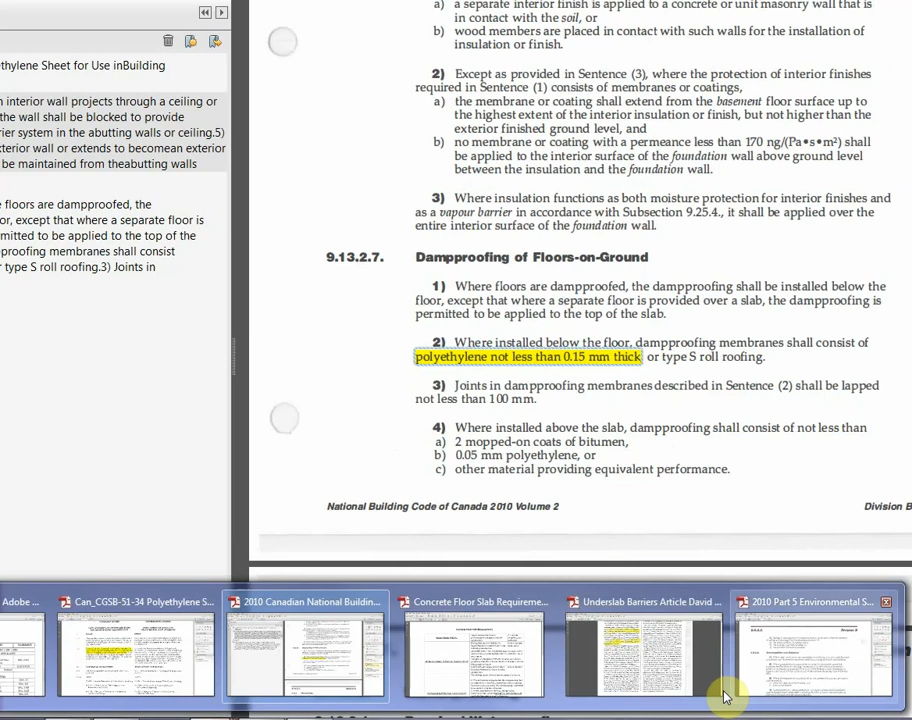 ethylene Sheet for Use inBuilding
n interior wall projects through a ceiling or
the wall shall be blocked to provide
rier system in the abutting walls or ceiling.5)
xterior wall or extends to becomean exterior
be maintained from theabutting walls
e floors are dampproofed, the
or, except that where a separate floor is
mitted to be applied to the top of the
proofing membranes shall consist
r type S roll roofing.3) Joints in
a) a separate interior finish is applied to a concrete or unit masonry wall that is
in contact with the soil, or
b) wood members are placed in contact with such walls for the installation of
insulation or finish.
2) Except as provided in Sentence (3), where the protection of interior finishes
required in Sentence (1) consists of membranes or coatings,
a) the membrane or coating shall extend from the basement floor surface up to
the highest extent of the interior insulation or finish, but not higher than the
exterior finished ground level, and
b) no membrane or coating with a permeance less than 170 ng/(Pa•s•m²) shall
be applied to the interior surface of the foundation wall above ground level
between the insulation and the foundation wall.
3) Where insulation functions as both moisture protection for interior finishes and
as a vapour barrier in accordance with Subsection 9.25.4., it shall be applied over the
entire interior surface of the foundation wall.
9.13.2.7. Dampproofing of Floors-on-Ground
1) Where floors are dampproofed, the dampproofing shall be installed below the
floor, except that where a separate floor is provided over a slab, the dampproofing is
permitted to be applied to the top of the slab.
2) Where installed below the floor, dampproofing membranes shall consist of
polyethylene not less than 0.15 mm thick or type S roll roofing.
3) Joints in dampproofing membranes described in Sentence (2) shall be lapped
not less than 100 mm.
4) Where installed above the slab, dampproofing shall consist of not less than
a) 2 mopped-on coats of bitumen,
b) 0.05 mm polyethylene, or
c) other material providing equivalent performance.
National Building Code of Canada 2010 Volume 2 Division B
Adobe ... Can_CGSB-51-34 Polyethylene S... 2010 Canadian National Buildin... Concrete Floor Slab Requireme... Underslab Barriers Article David ... 2010 Part 5 Environmental S...